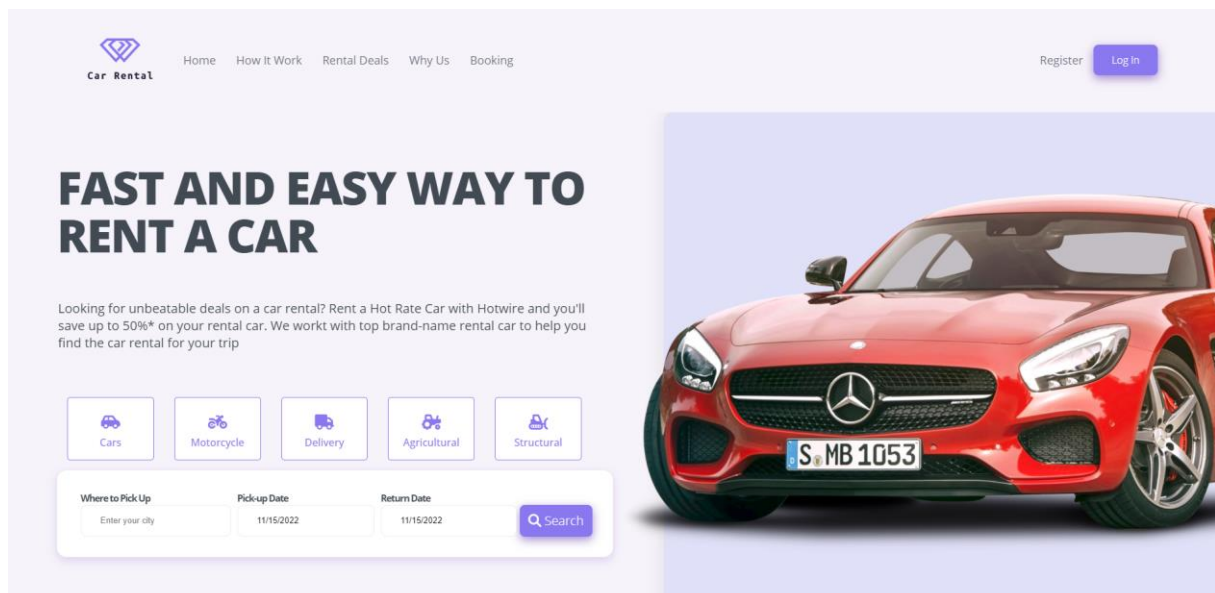 Car Rental
Home How It Work Rental Deals Why Us Booking
Register Log In
FAST AND EASY WAY TO
RENT A CAR
Looking for unbeatable deals on a car rental? Rent a Hot Rate Car with Hotwire and you'll
save up to 50%* on your rental car. We workt with top brand-name rental car to help you
find the car rental for your trip
Cars Motorcycle Delivery Agricultural Structural
Where to Pick Up Pick-up Date Return Date
Enter your city 11/15/2022 11/15/2022 Search
D S MB 1053